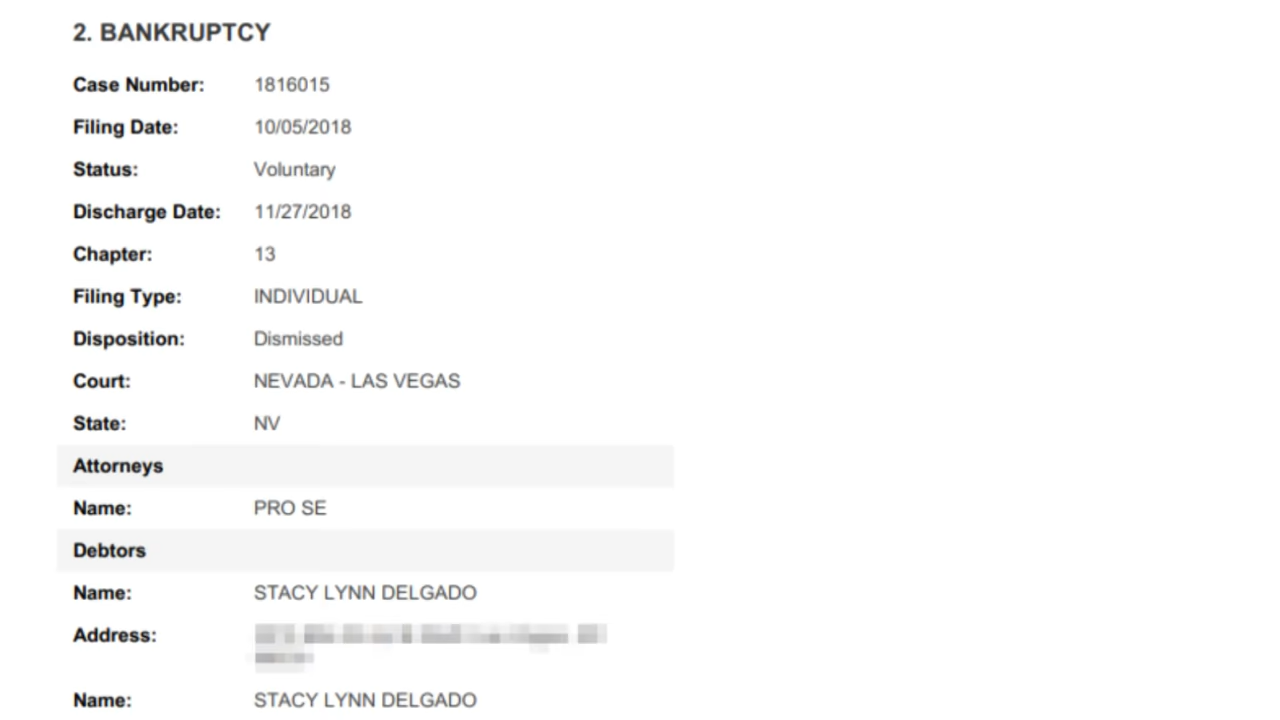 2. BANKRUPTCY
Case Number: 1816015
Filing Date: 10/05/2018
Status: Voluntary
Discharge Date: 11/27/2018
Chapter: 13
Filing Type: INDIVIDUAL
Disposition: Dismissed
Court: NEVADA - LAS VEGAS
State: NV
Attorneys
Name: PRO SE
Debtors
Name: STACY LYNN DELGADO
Address:
Name: STACY LYNN DELGADO